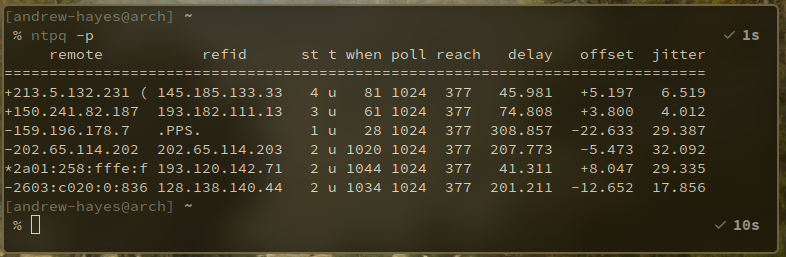 [andrew-hayes@arch] ~
% ntpq -p ✓ 1s
remote refid st t when poll reach delay offset jitter
==============================================================================
+213.5.132.231 ( 145.185.133.33 4 u 81 1024 377 45.981 +5.197 6.519
+150.241.82.187 193.182.111.13 3 u 61 1024 377 74.808 +3.800 4.012
-159.196.178.7 .PPS. 1 u 28 1024 377 308.857 -22.633 29.387
-202.65.114.202 202.65.114.203 2 u 1020 1024 377 207.773 -5.473 32.092
*2a01:258:fffe:f 193.120.142.71 2 u 1044 1024 377 41.311 +8.047 29.335
-2603:c020:0:836 128.138.140.44 2 u 1034 1024 377 201.211 -12.652 17.856
[andrew-hayes@arch] ~
% ✓ 10s